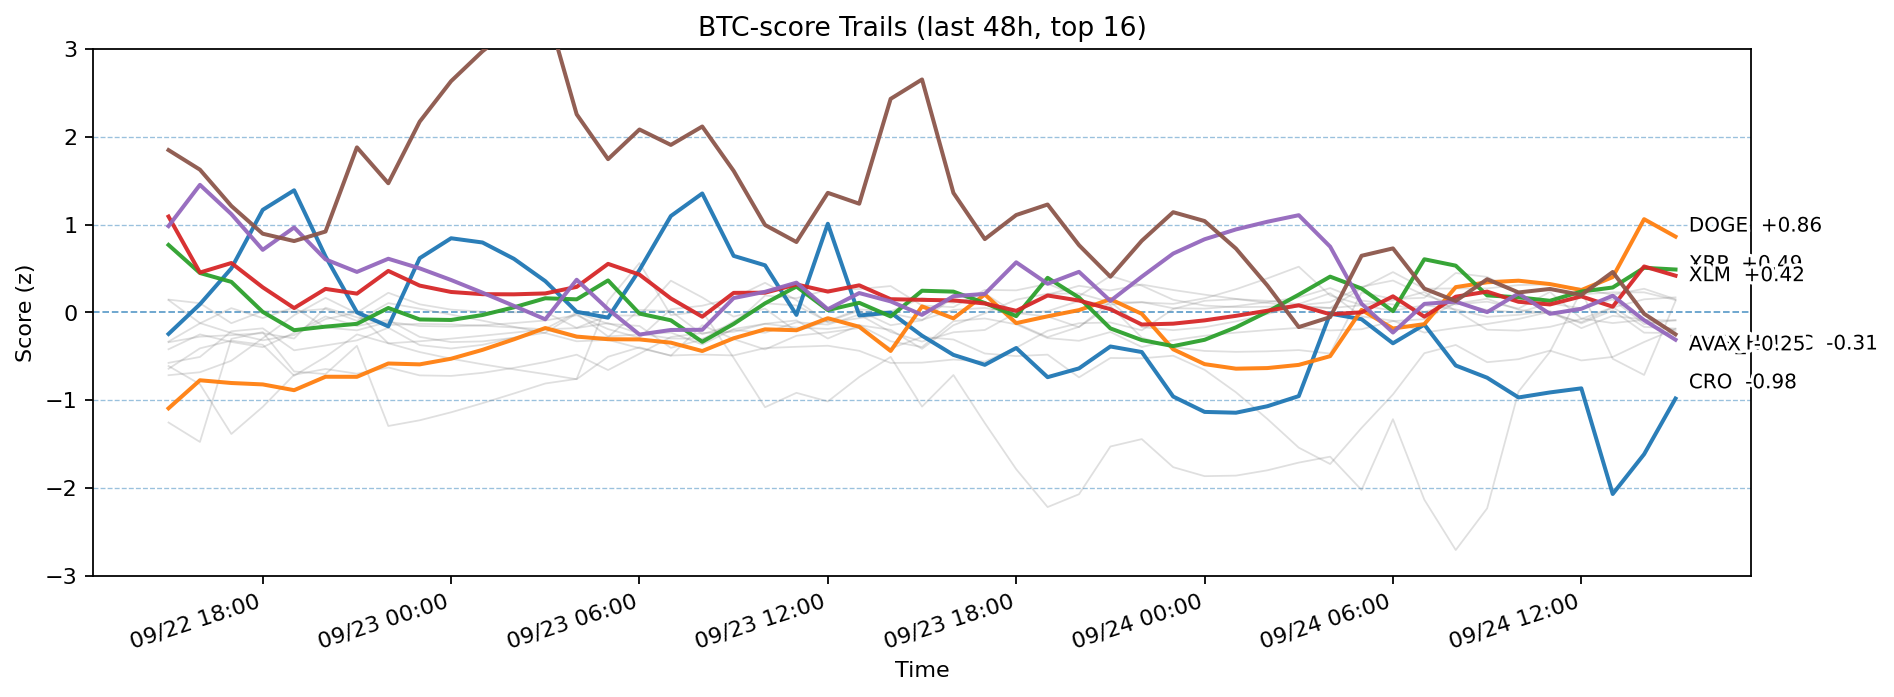 BTC-score Trails (last 48h, top 16)
Score (z)
3
2
1
0
−1
−2
−3
DOGE +0.86
XRP +0.49
XLM +0.42
AVAX -0.25
-0.31
CRO -0.98
09/22 18:00
09/23 00:00
09/23 06:00
09/23 12:00
09/23 18:00
09/24 00:00
09/24 06:00
09/24 12:00
Time